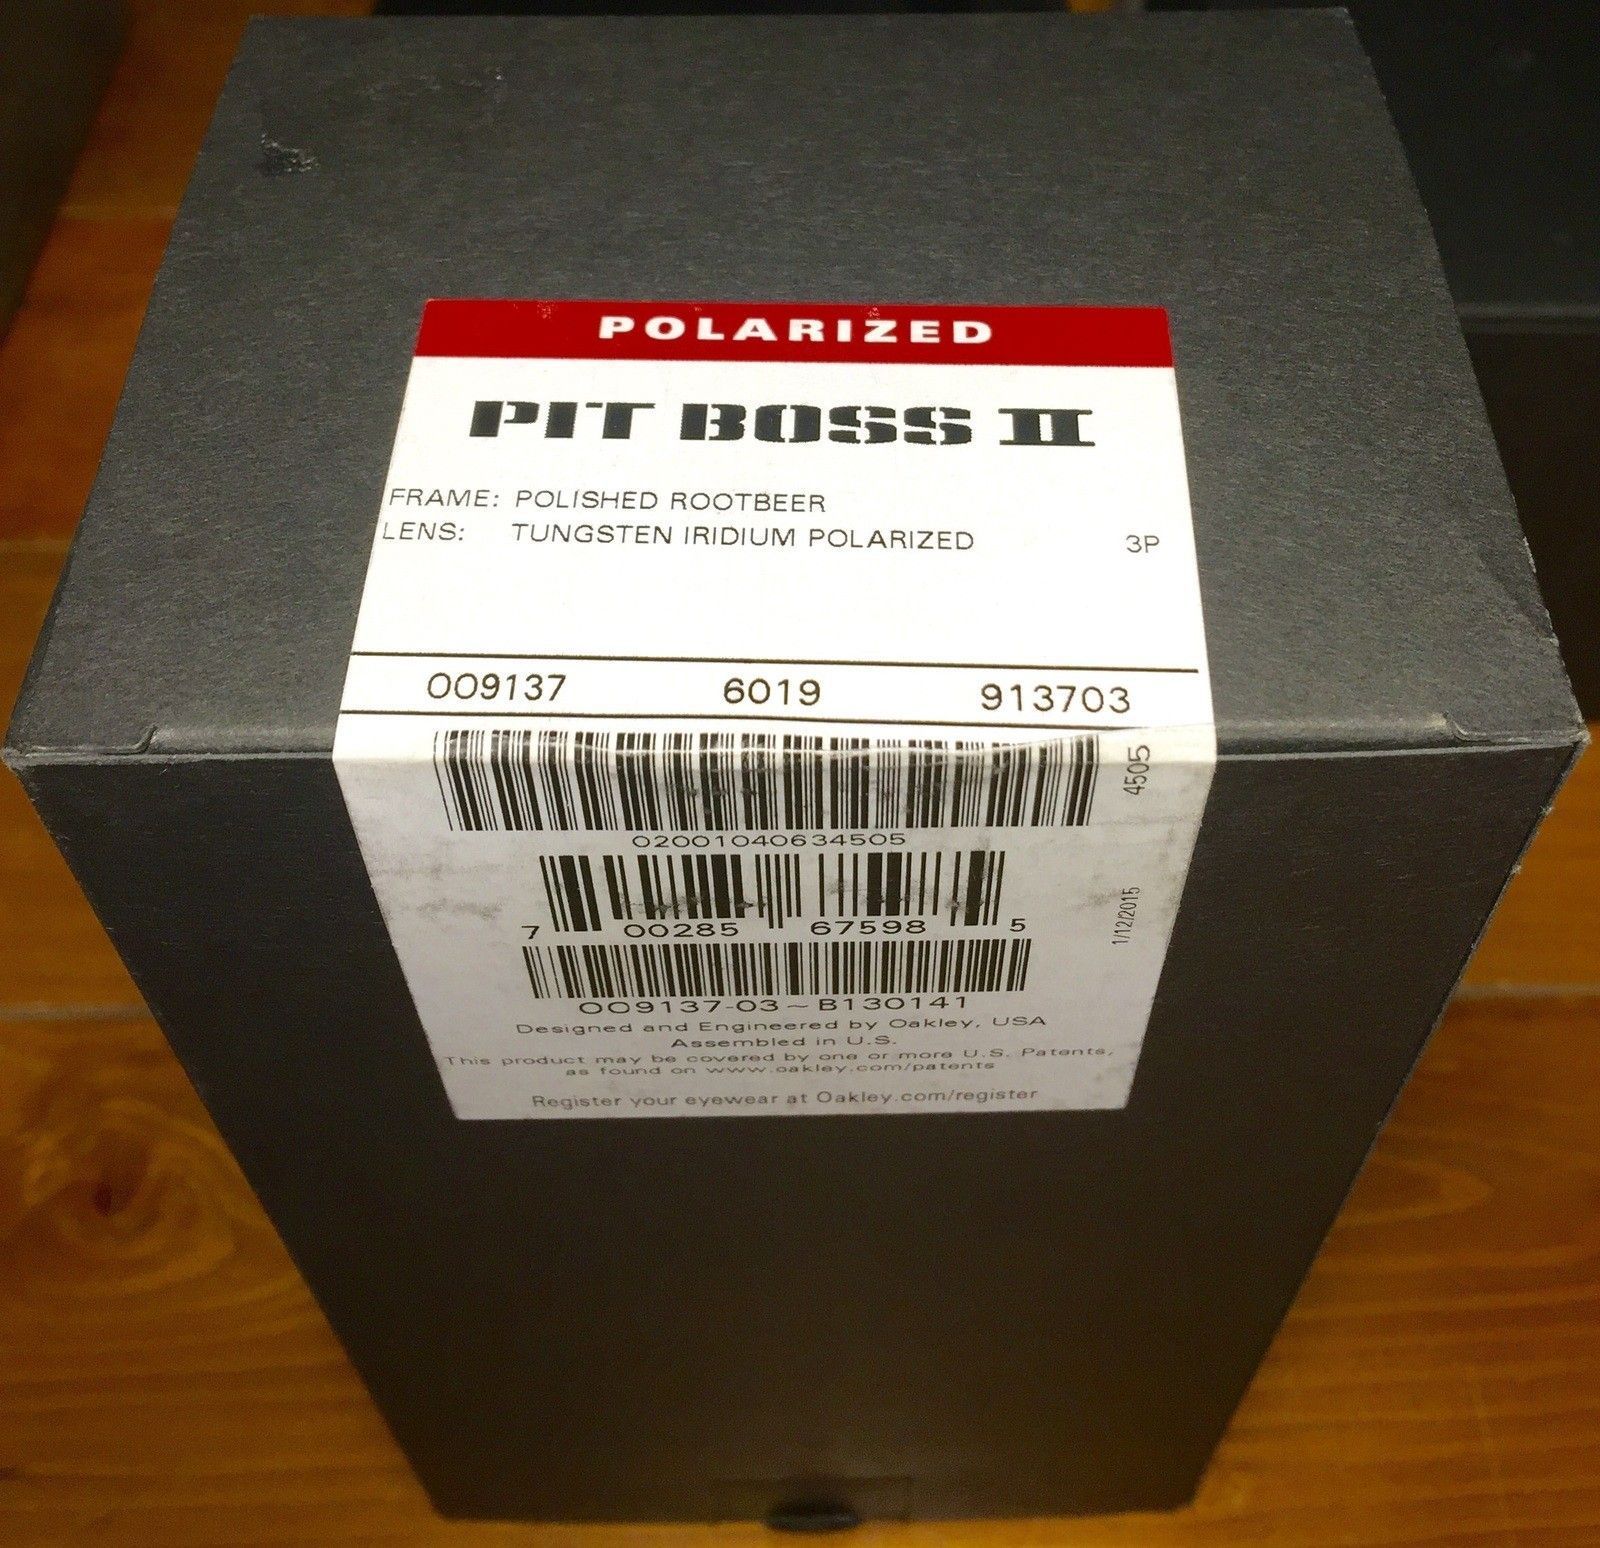 POLARIZED
PIT BOSS II
FRAME: POLISHED ROOTBEER
LENS: TUNGSTEN IRIDIUM POLARIZED 3P
OO9137 6019 913703
4505
02001040634505
7 00285 67598 5
1/12/2015
OO9137-03~B130141
Designed and Engineered by Oakley, USA
Assembled in U.S.
This product may be covered by one or more U.S. Patents,
as found on www.oakley.com/patents
Register your eyewear at Oakley.com/register